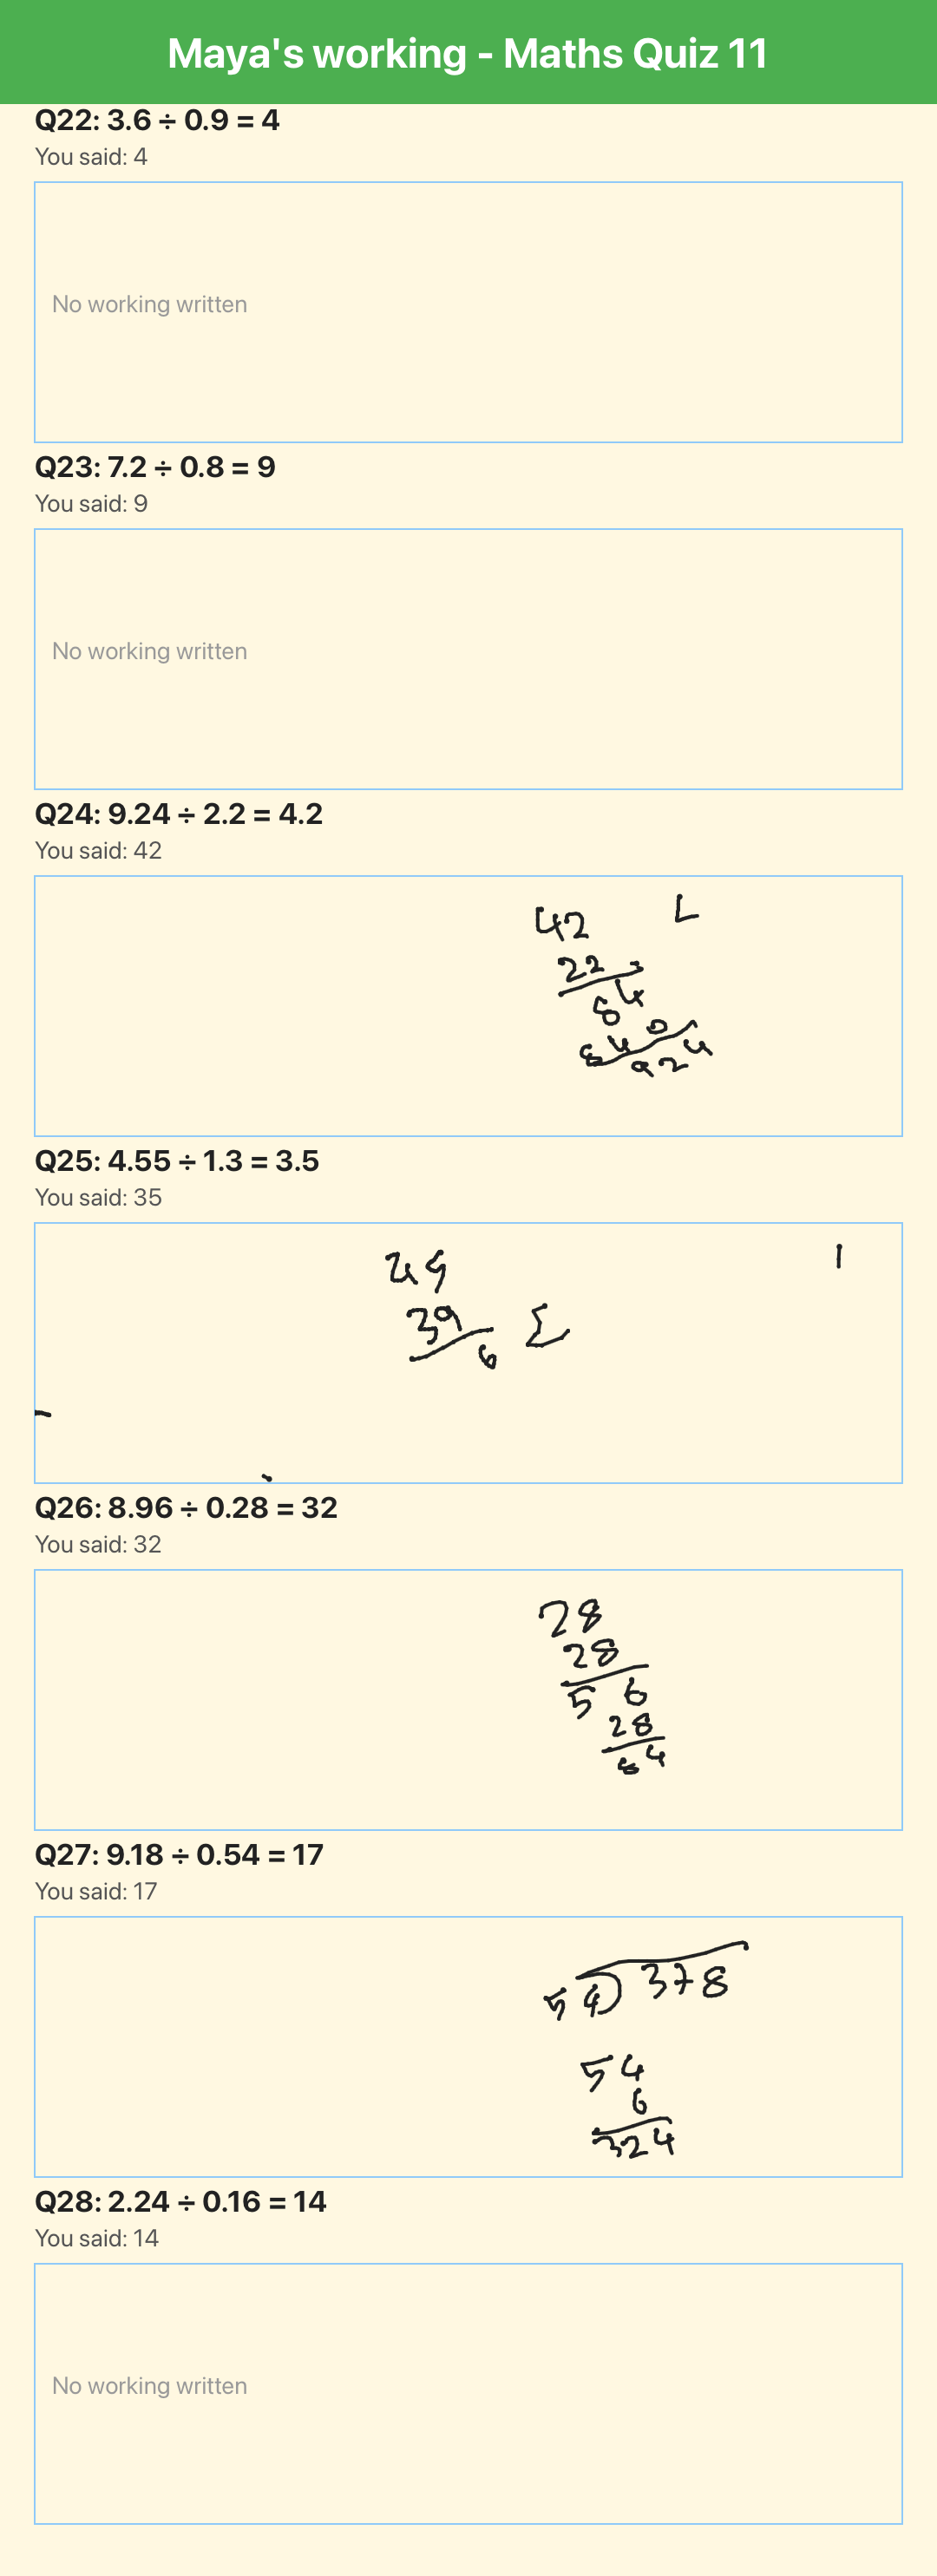 Maya's working - Maths Quiz 11
Q22: 3.6 ÷ 0.9 = 4
You said: 4
No working written
Q23: 7.2 ÷ 0.8 = 9
You said: 9
No working written
Q24: 9.24 ÷ 2.2 = 4.2
You said: 42
42 L
22
84
840
924
Q25: 4.55 ÷ 1.3 = 3.5
You said: 35
1
39
6
Q26: 8.96 ÷ 0.28 = 32
You said: 32
28
28
56
28
84
Q27: 9.18 ÷ 0.54 = 17
You said: 17
54 378
54
6
324
Q28: 2.24 ÷ 0.16 = 14
You said: 14
No working written